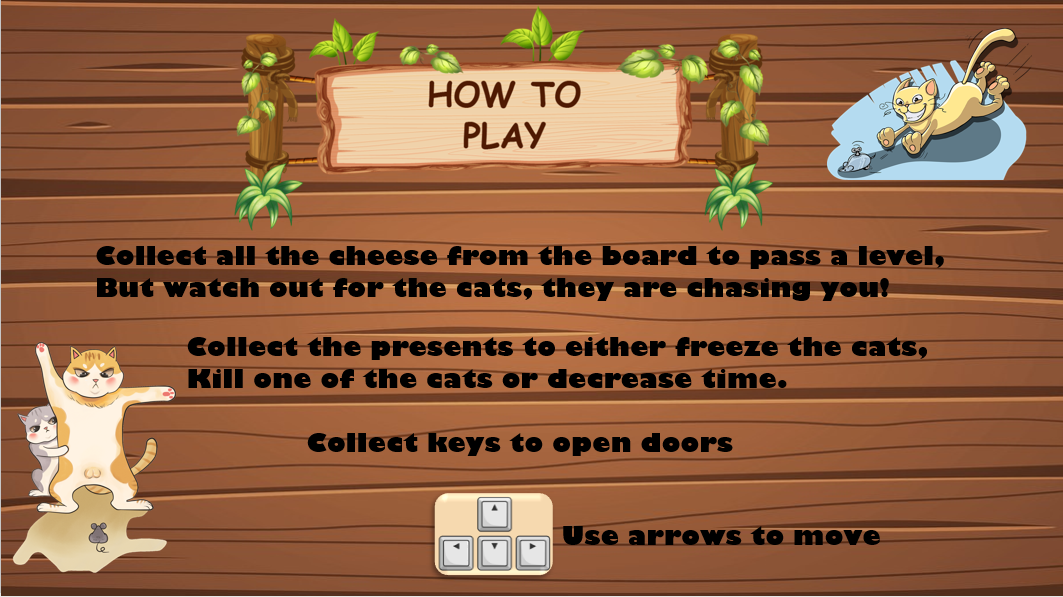 HOW TO
PLAY
Collect all the cheese from the board to pass a level,
But watch out for the cats, they are chasing you!
Collect the presents to either freeze the cats,
Kill one of the cats or decrease time.
Collect keys to open doors
Use arrows to move